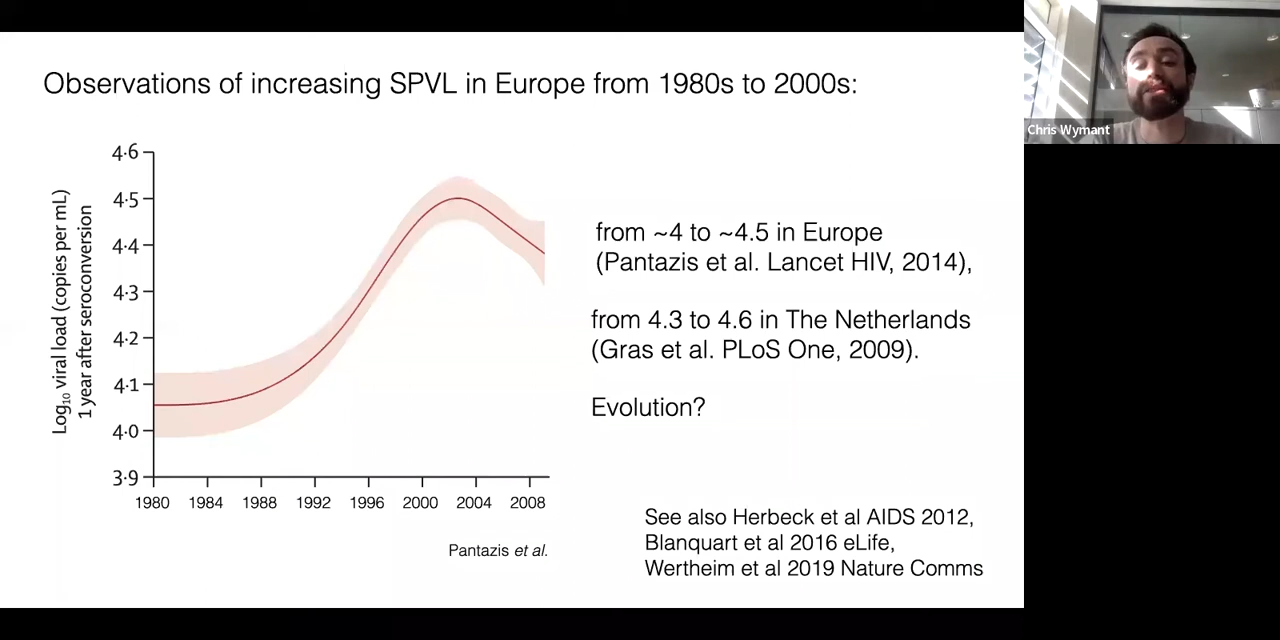 Observations of increasing SPVL in Europe from 1980s to 2000s:
Log10 viral load (copies per mL)
1 year after seroconversion
4·6
4·5
4·4
4·3
4·2
4·1
4·0
3·9
1980 1984 1988 1992 1996 2000 2004 2008
Pantazis et al.
from ~4 to ~4.5 in Europe
(Pantazis et al. Lancet HIV, 2014),
from 4.3 to 4.6 in The Netherlands
(Gras et al. PLoS One, 2009).
Evolution?
See also Herbeck et al AIDS 2012,
Blanquart et al 2016 eLife,
Wertheim et al 2019 Nature Comms
Chris Wymant